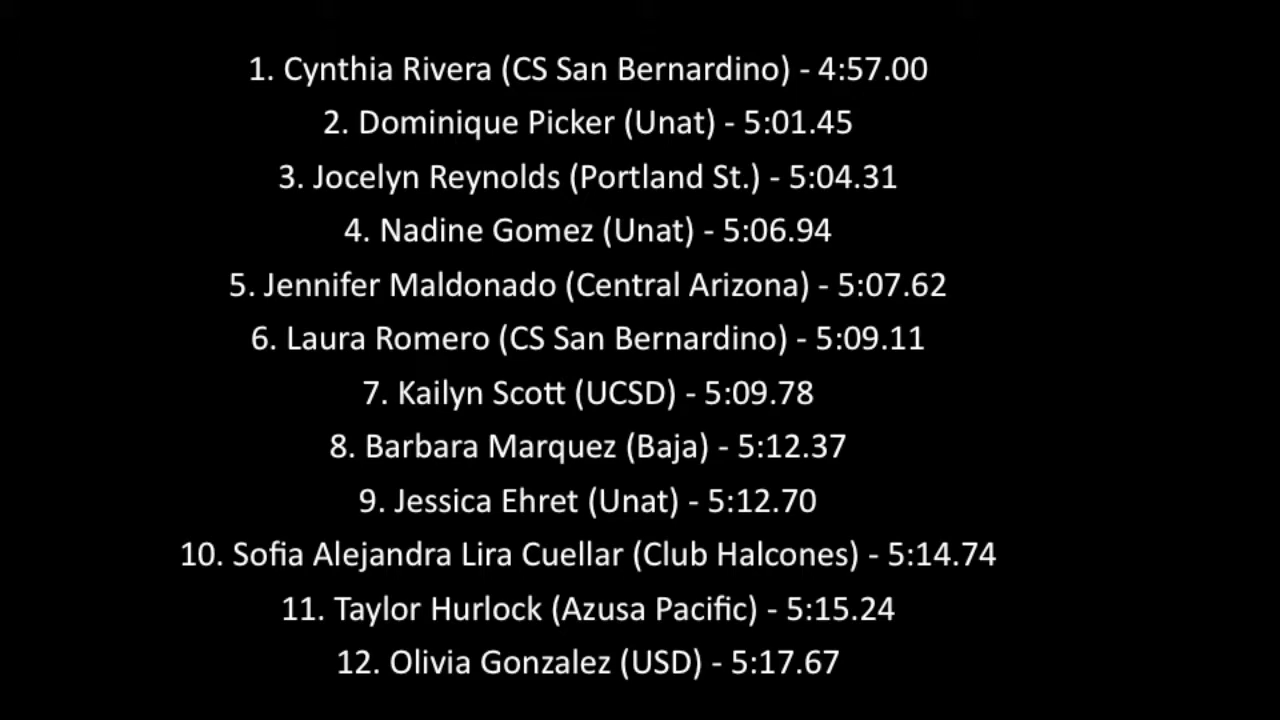 1. Cynthia Rivera (CS San Bernardino) - 4:57.00
2. Dominique Picker (Unat) - 5:01.45
3. Jocelyn Reynolds (Portland St.) - 5:04.31
4. Nadine Gomez (Unat) - 5:06.94
5. Jennifer Maldonado (Central Arizona) - 5:07.62
6. Laura Romero (CS San Bernardino) - 5:09.11
7. Kailyn Scott (UCSD) - 5:09.78
8. Barbara Marquez (Baja) - 5:12.37
9. Jessica Ehret (Unat) - 5:12.70
10. Sofia Alejandra Lira Cuellar (Club Halcones) - 5:14.74
11. Taylor Hurlock (Azusa Pacific) - 5:15.24
12. Olivia Gonzalez (USD) - 5:17.67